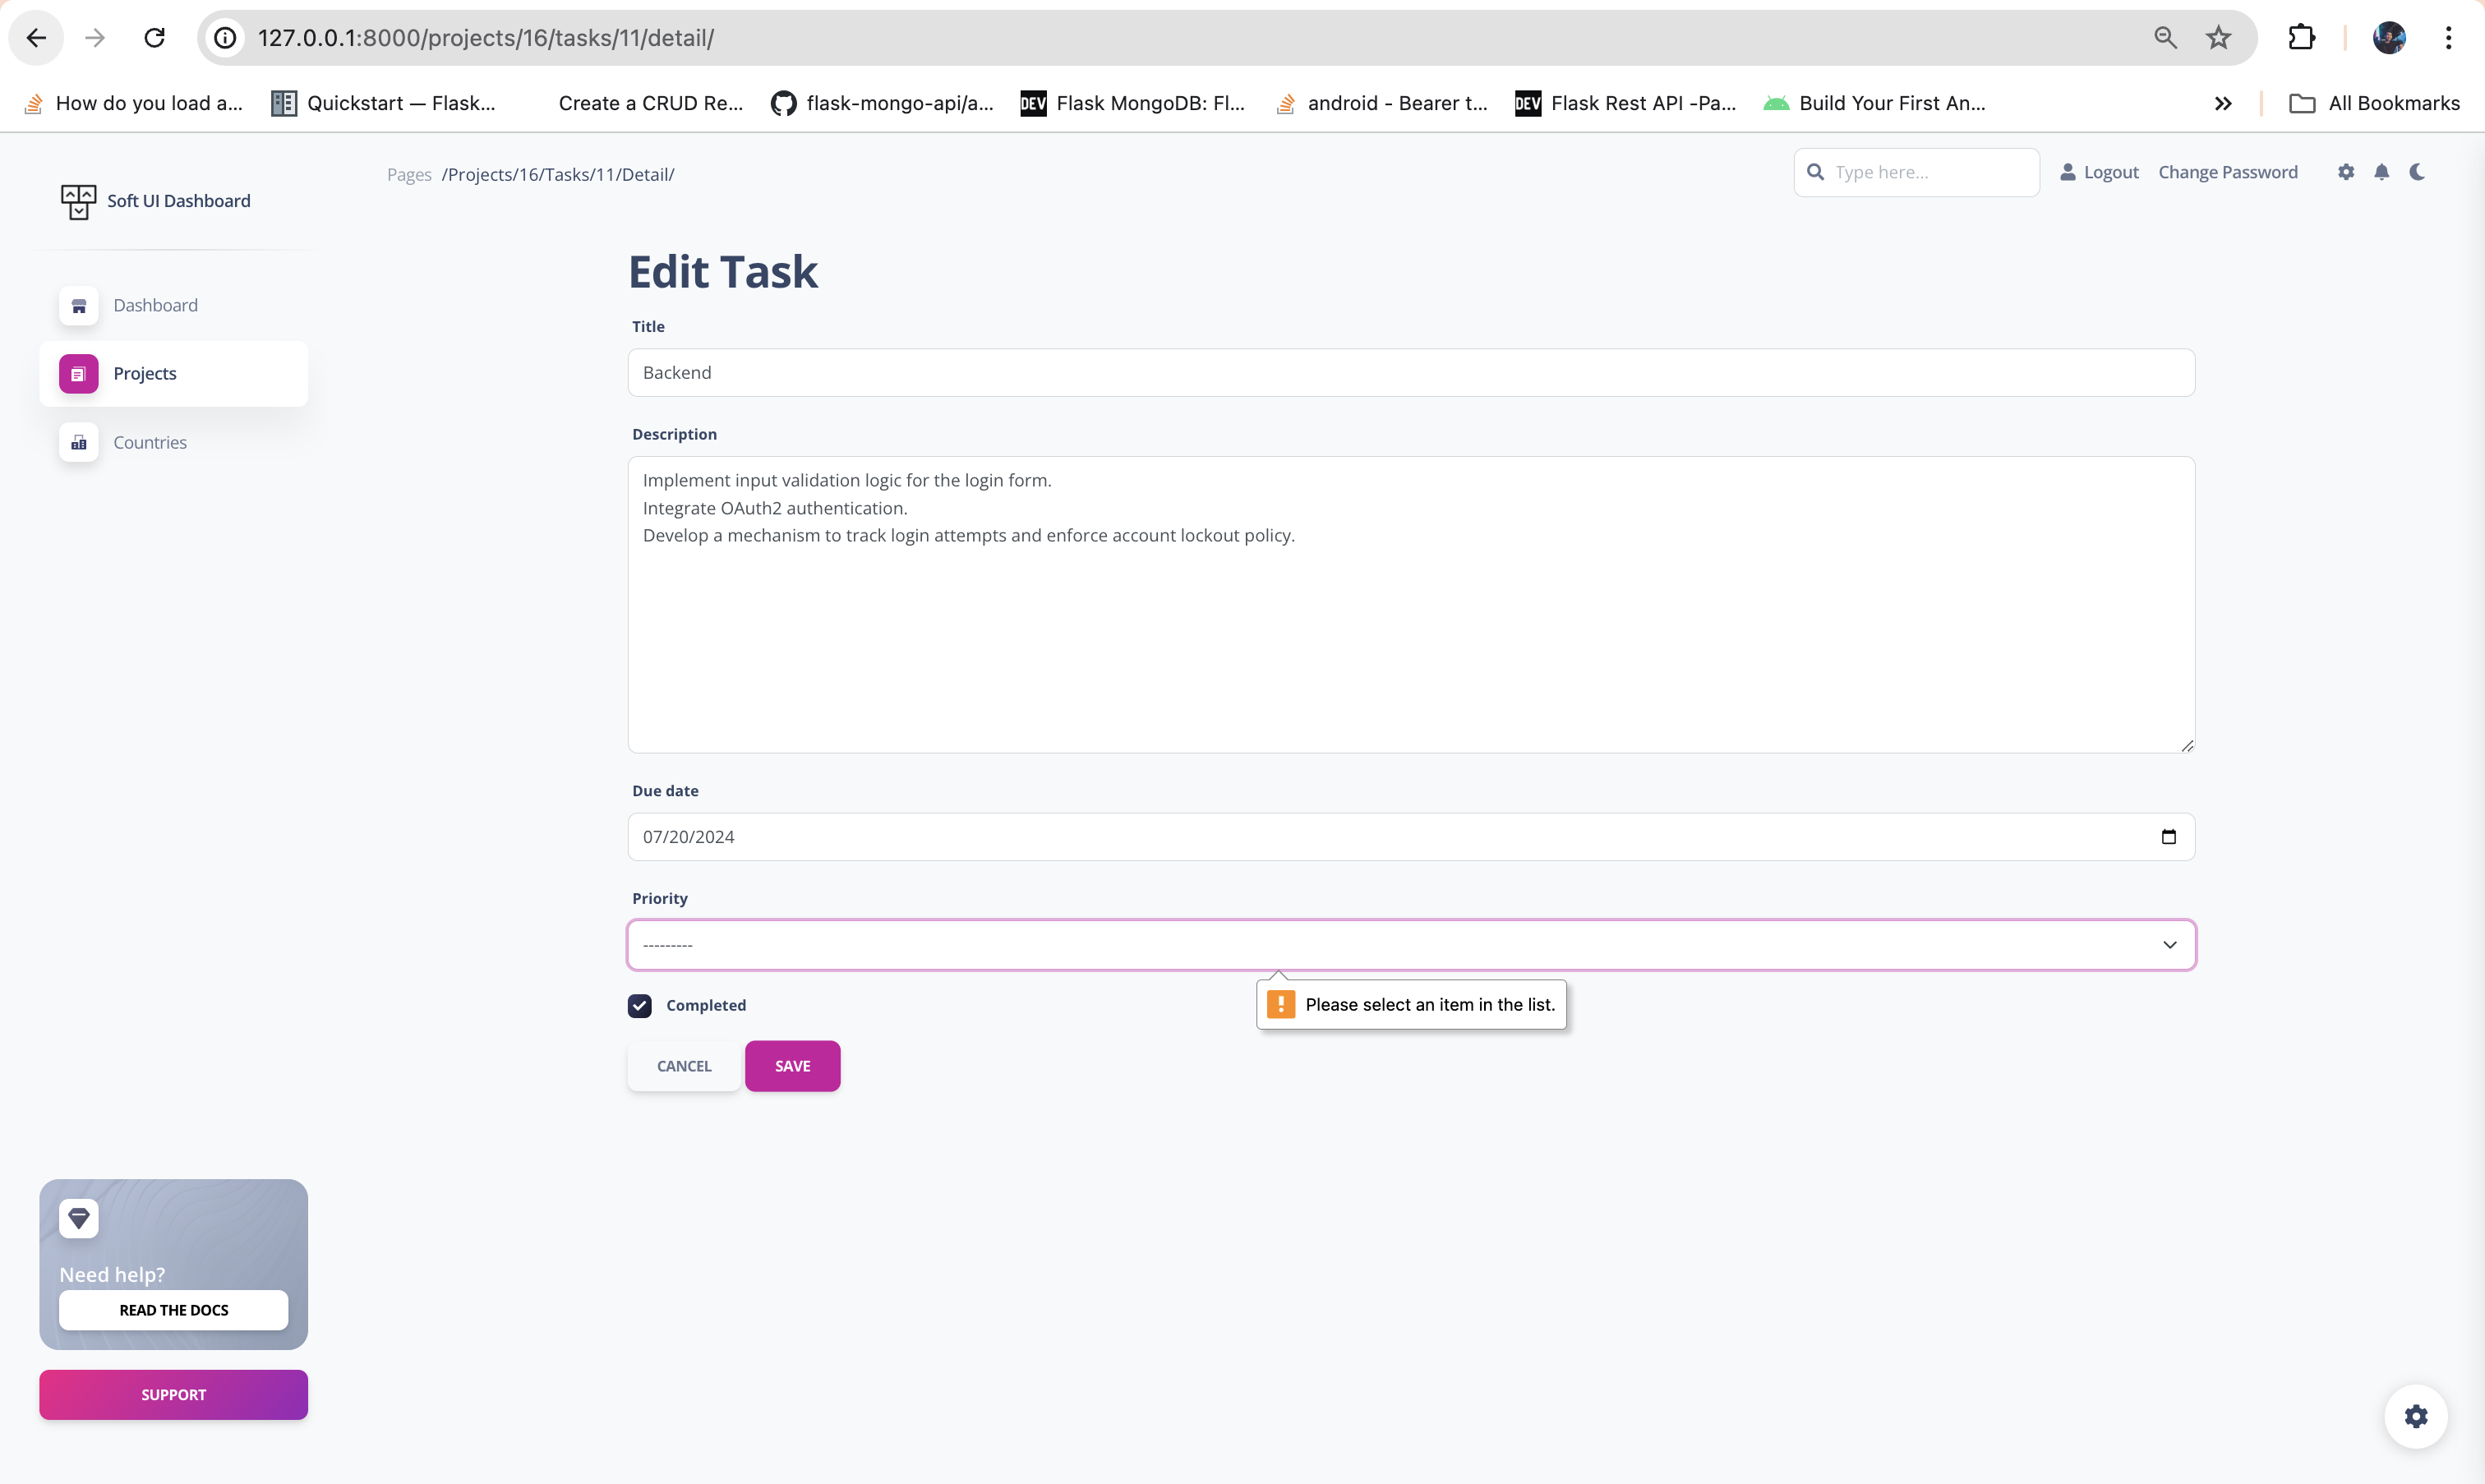 127.0.0.1:8000/projects/16/tasks/11/detail/
How do you load a...
Quickstart — Flask...
Create a CRUD Re...
flask-mongo-api/a...
DEV Flask MongoDB: Fl...
android - Bearer t...
DEV Flask Rest API -Pa...
Build Your First An...
All Bookmarks
Soft UI Dashboard
Pages /Projects/16/Tasks/11/Detail/
Type here...
Logout
Change Password
Dashboard
Projects
Countries
Edit Task
Title
Backend
Description
Implement input validation logic for the login form.
Integrate OAuth2 authentication.
Develop a mechanism to track login attempts and enforce account lockout policy.
Due date
07/20/2024
Priority
---------
Please select an item in the list.
Completed
CANCEL
SAVE
Need help?
READ THE DOCS
SUPPORT